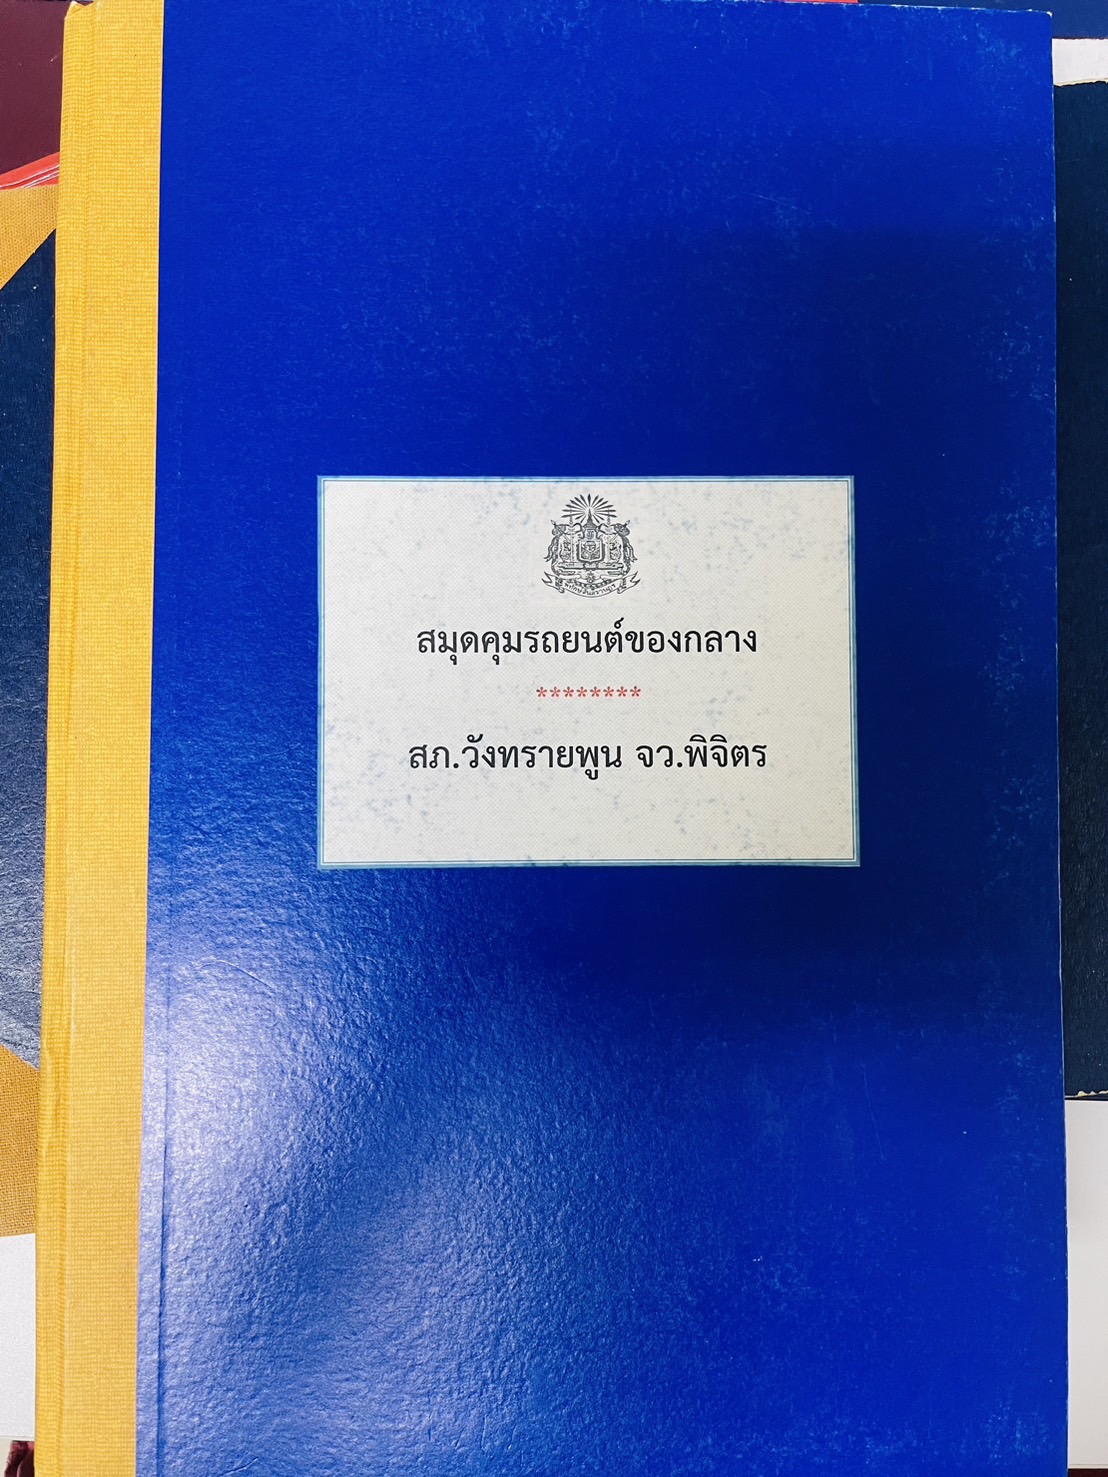 สมุดคุมรถยนต์ของกลาง
********
สภ.วังทรายพูน จว.พิจิตร